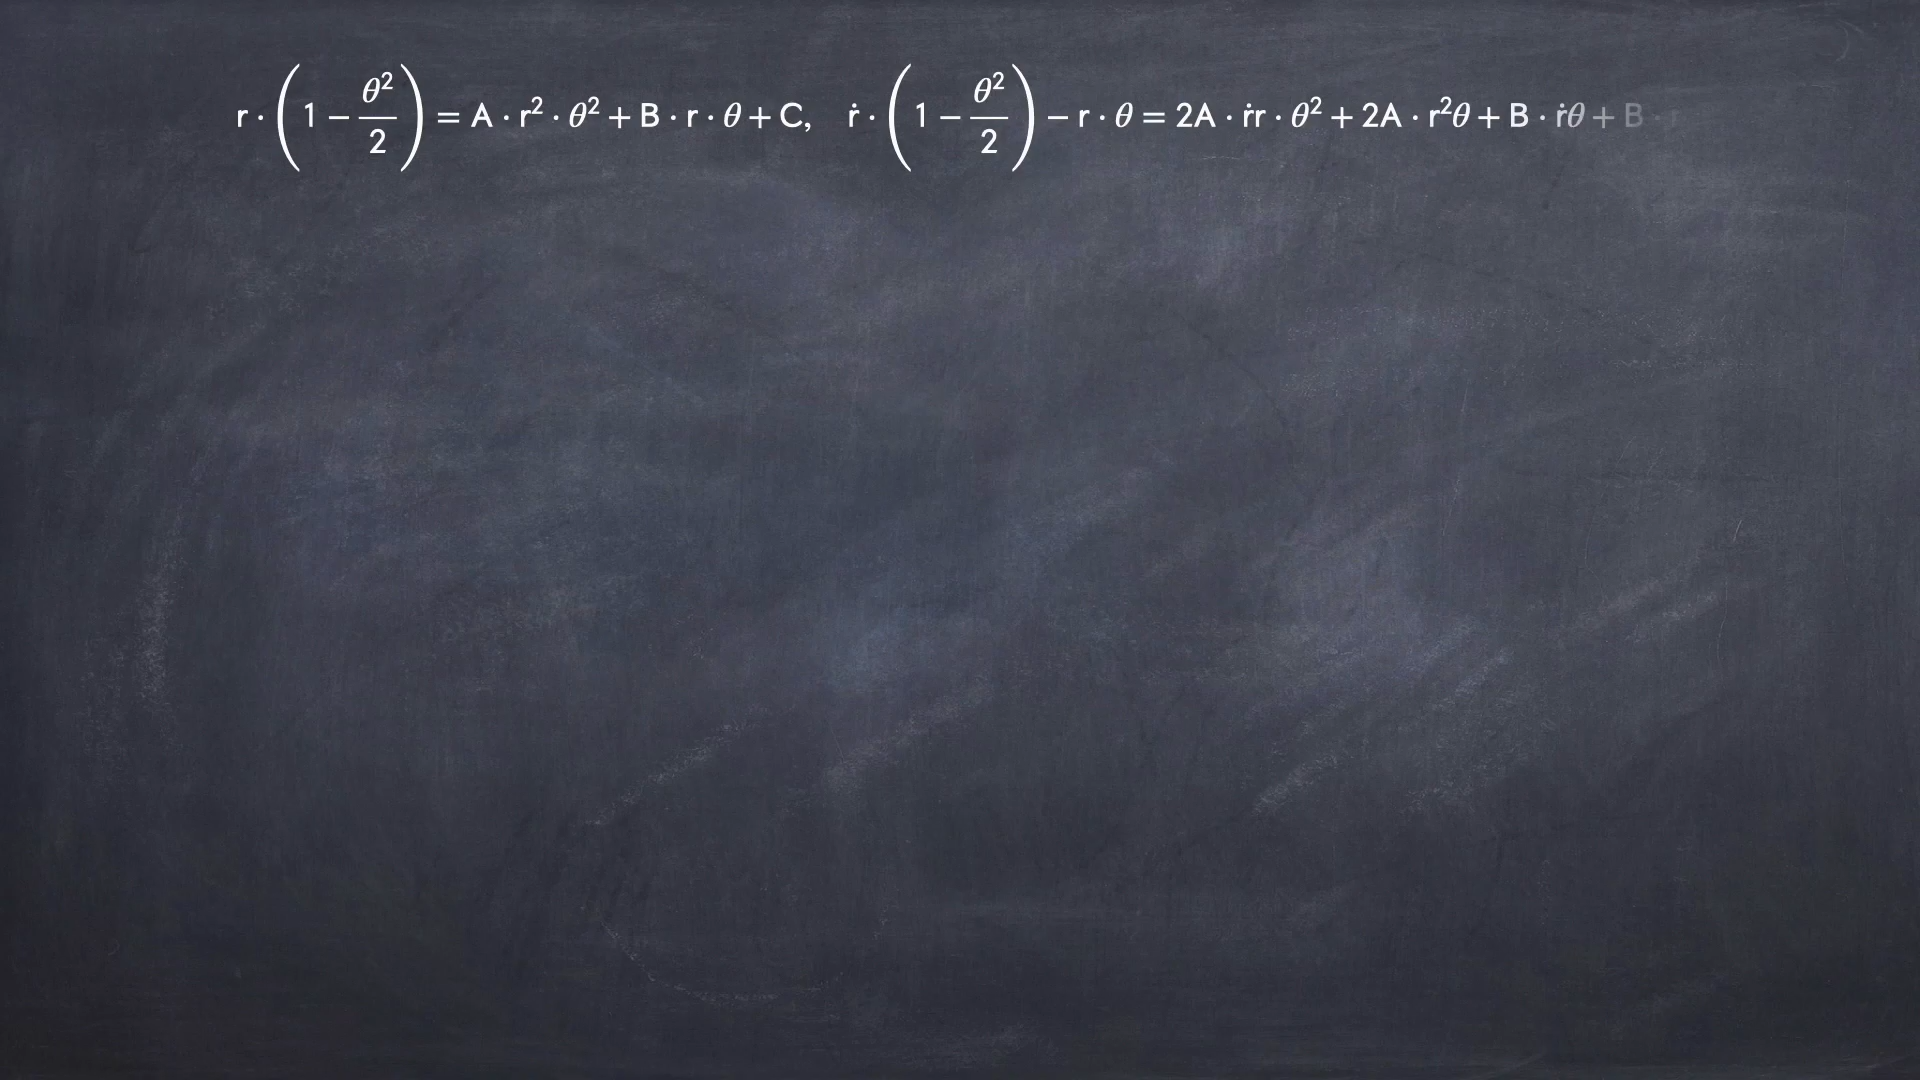 r · (1 − θ²/2) = A · r² · θ² + B · r · θ + C,   ṙ · (1 − θ²/2) − r · θ = 2A · ṙr · θ² + 2A · r²θ + B · ṙθ + B · r